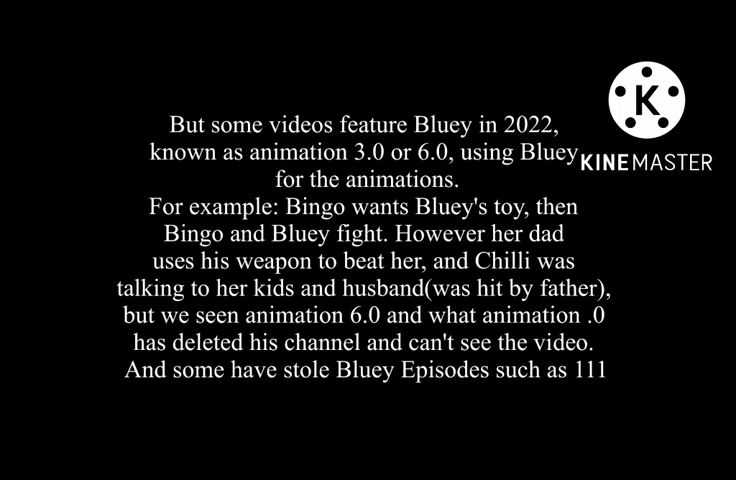 But some videos feature Bluey in 2022,
known as animation 3.0 or 6.0, using Bluey
for the animations.
For example: Bingo wants Bluey's toy, then
Bingo and Bluey fight. However her dad
uses his weapon to beat her, and Chilli was
talking to her kids and husband(was hit by father),
but we seen animation 6.0 and what animation .0
has deleted his channel and can't see the video.
And some have stole Bluey Episodes such as 111
K
KINEMASTER